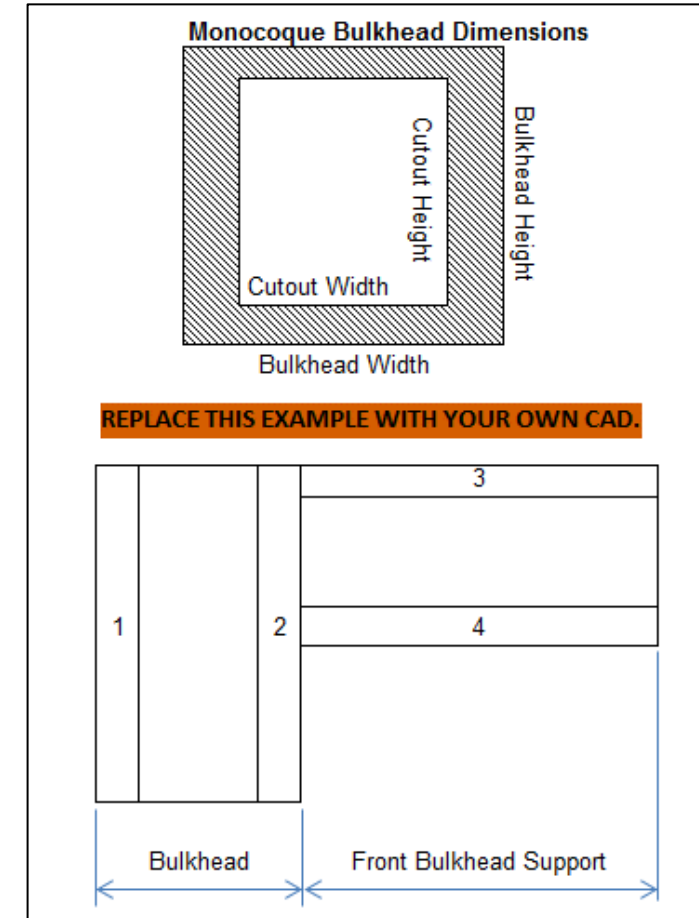 Monocoque Bulkhead Dimensions
Cutout Height
Bulkhead Height
Cutout Width
Bulkhead Width
REPLACE THIS EXAMPLE WITH YOUR OWN CAD.
3
1
2
4
Bulkhead
Front Bulkhead Support